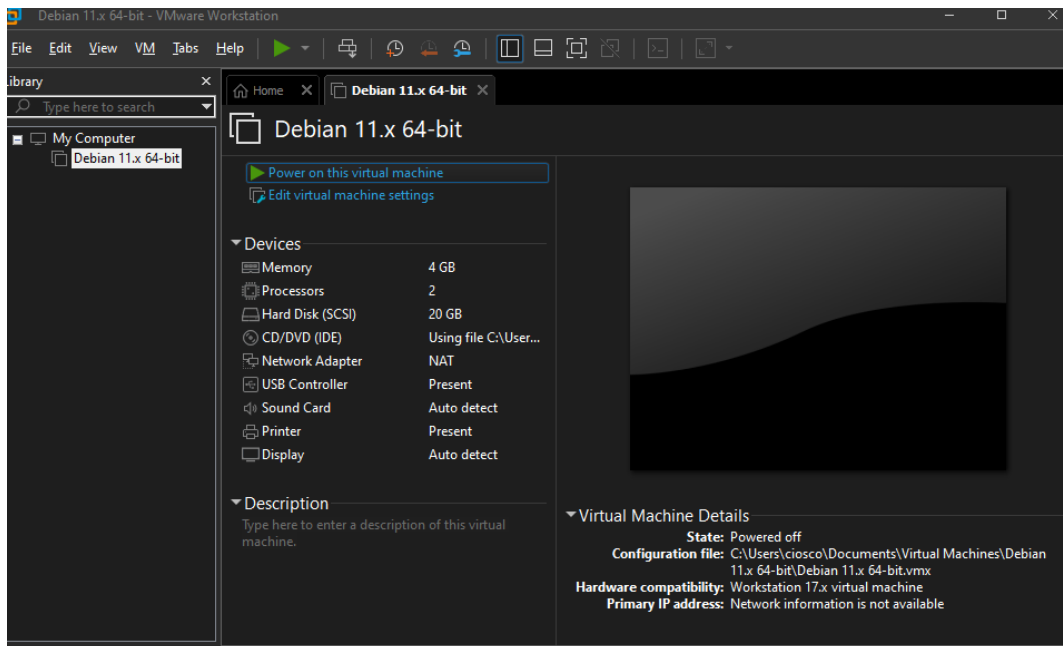 Debian 11.x 64-bit - VMware Workstation
File Edit View VM Tabs Help
Library
Type here to search
My Computer
Debian 11.x 64-bit
Home
Debian 11.x 64-bit
Debian 11.x 64-bit
Power on this virtual machine
Edit virtual machine settings
Devices
Memory 4 GB
Processors 2
Hard Disk (SCSI) 20 GB
CD/DVD (IDE) Using file C:\User...
Network Adapter NAT
USB Controller Present
Sound Card Auto detect
Printer Present
Display Auto detect
Description
Type here to enter a description of this virtual
machine.
Virtual Machine Details
State: Powered off
Configuration file: C:\Users\ciosco\Documents\Virtual Machines\Debian
11.x 64-bit\Debian 11.x 64-bit.vmx
Hardware compatibility: Workstation 17.x virtual machine
Primary IP address: Network information is not available